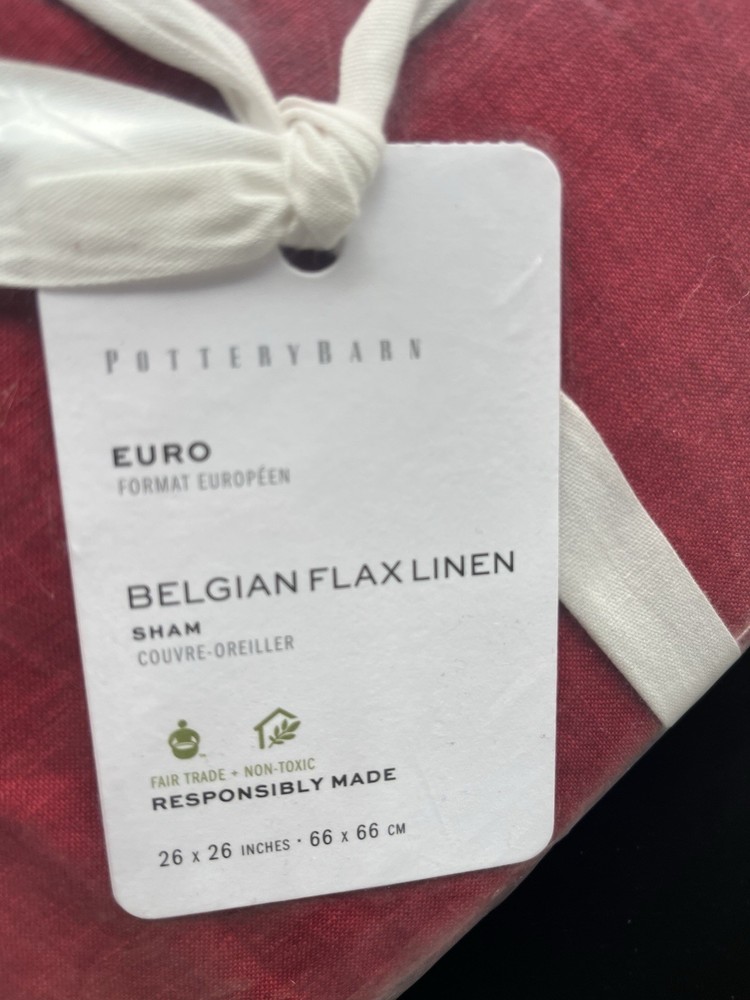 POTTERYBARN
EURO
FORMAT EUROPÉEN
BELGIAN FLAX LINEN
SHAM
COUVRE-OREILLER
FAIR TRADE + NON-TOXIC
RESPONSIBLY MADE
26 x 26 INCHES · 66 x 66 CM